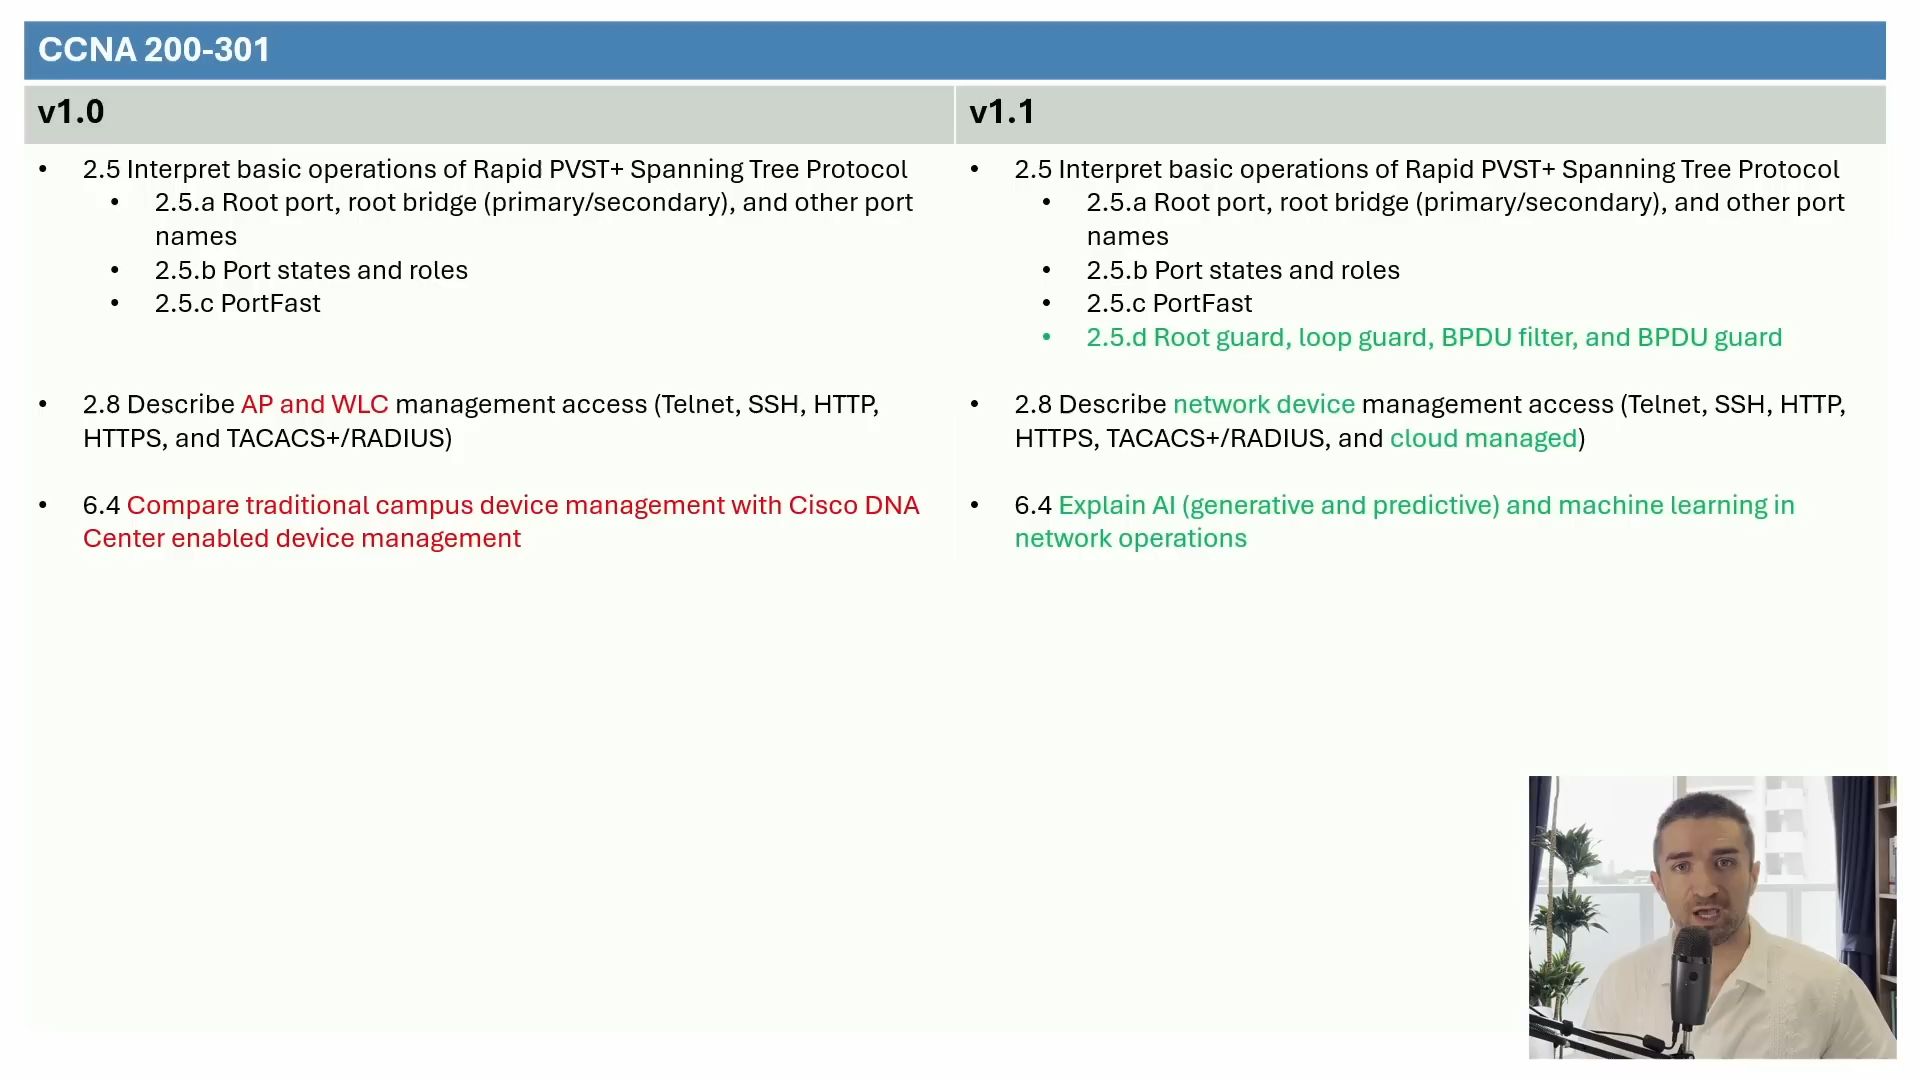 CCNA 200-301
v1.0
• 2.5 Interpret basic operations of Rapid PVST+ Spanning Tree Protocol
• 2.5.a Root port, root bridge (primary/secondary), and other port
names
• 2.5.b Port states and roles
• 2.5.c PortFast
• 2.8 Describe AP and WLC management access (Telnet, SSH, HTTP,
HTTPS, and TACACS+/RADIUS)
• 6.4 Compare traditional campus device management with Cisco DNA
Center enabled device management
v1.1
• 2.5 Interpret basic operations of Rapid PVST+ Spanning Tree Protocol
• 2.5.a Root port, root bridge (primary/secondary), and other port
names
• 2.5.b Port states and roles
• 2.5.c PortFast
• 2.5.d Root guard, loop guard, BPDU filter, and BPDU guard
• 2.8 Describe network device management access (Telnet, SSH, HTTP,
HTTPS, TACACS+/RADIUS, and cloud managed)
• 6.4 Explain AI (generative and predictive) and machine learning in
network operations